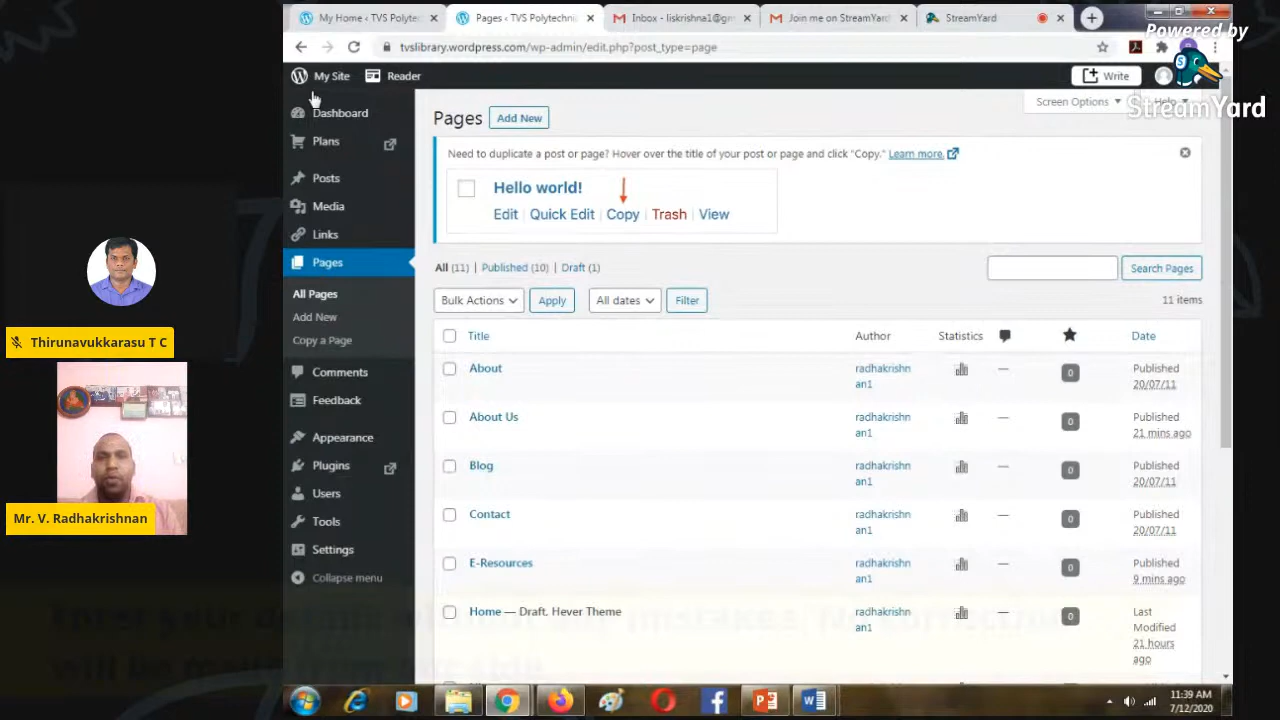 My Home ‹ TVS Polytec
Pages ‹ TVS Polytechni
Inbox - liskrishna1@gm
Join me on StreamYard
StreamYard
Powered by
StreamYard
tvslibrary.wordpress.com/wp-admin/edit.php?post_type=page
My Site
Reader
Write
Screen Options
Help
Dashboard
Plans
Posts
Media
Links
Pages
All Pages
Add New
Copy a Page
Comments
Feedback
Appearance
Plugins
Users
Tools
Settings
Collapse menu
Pages Add New
Need to duplicate a post or page? Hover over the title of your post or page and click "Copy." Learn more.
Hello world!
Edit | Quick Edit | Copy | Trash | View
All (11) | Published (10) | Draft (1)
Search Pages
Bulk Actions Apply All dates Filter
11 items
Title Author Statistics Date
About radhakrishn 0 Published
an1 20/07/11
About Us radhakrishn 0 Published
an1 21 mins ago
Blog radhakrishn 0 Published
an1 20/07/11
Contact radhakrishn 0 Published
an1 20/07/11
E-Resources radhakrishn 0 Published
an1 9 mins ago
Home — Draft, Hever Theme radhakrishn 0 Last
an1 Modified
21 hours
ago
Thirunavukkarasu T C
Mr. V. Radhakrishnan
11:39 AM
7/12/2020